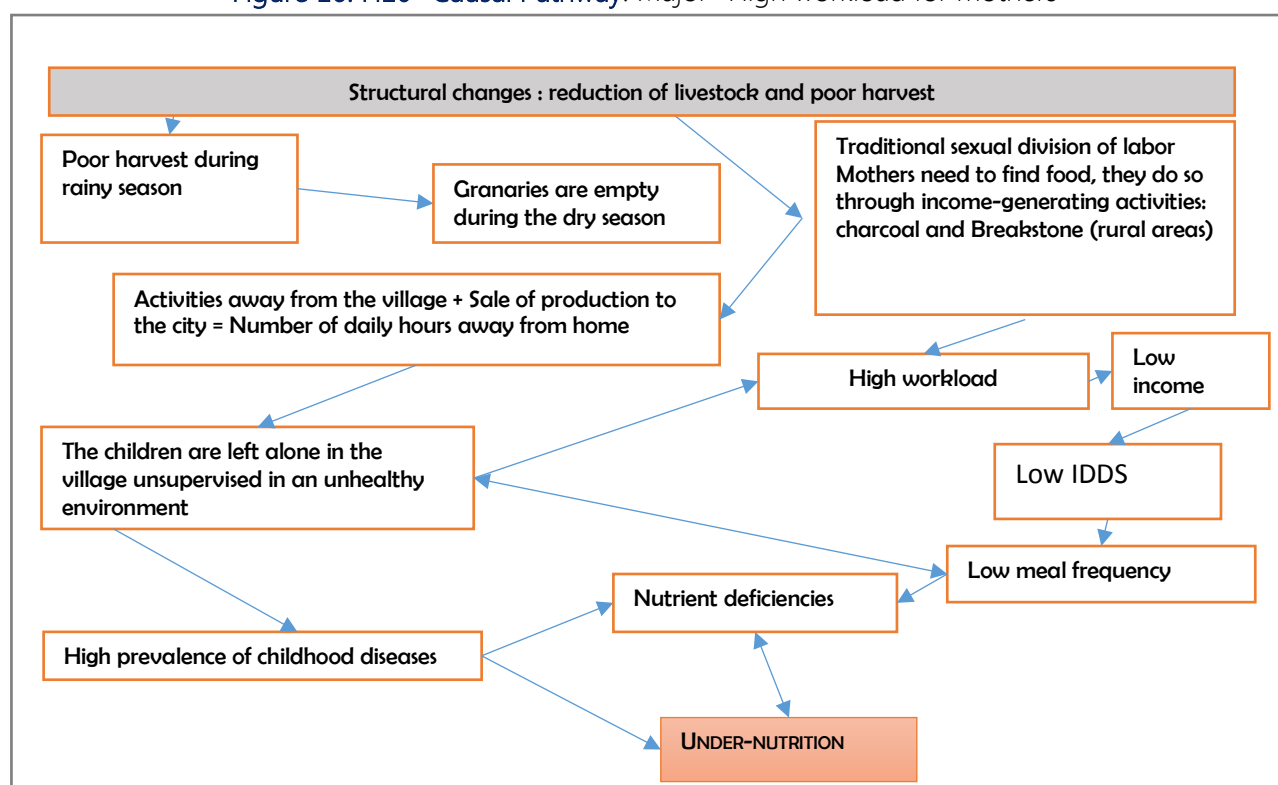 Structural changes : reduction of livestock and poor harvest
Poor harvest during
rainy season
Granaries are empty
during the dry season
Traditional sexual division of labor
Mothers need to find food, they do so
through income-generating activities:
charcoal and Breakstone (rural areas)
Activities away from the village + Sale of production to
the city = Number of daily hours away from home
High workload
Low
income
The children are left alone in the
village unsupervised in an unhealthy
environment
Low IDDS
Low meal frequency
Nutrient deficiencies
High prevalence of childhood diseases
UNDER-NUTRITION